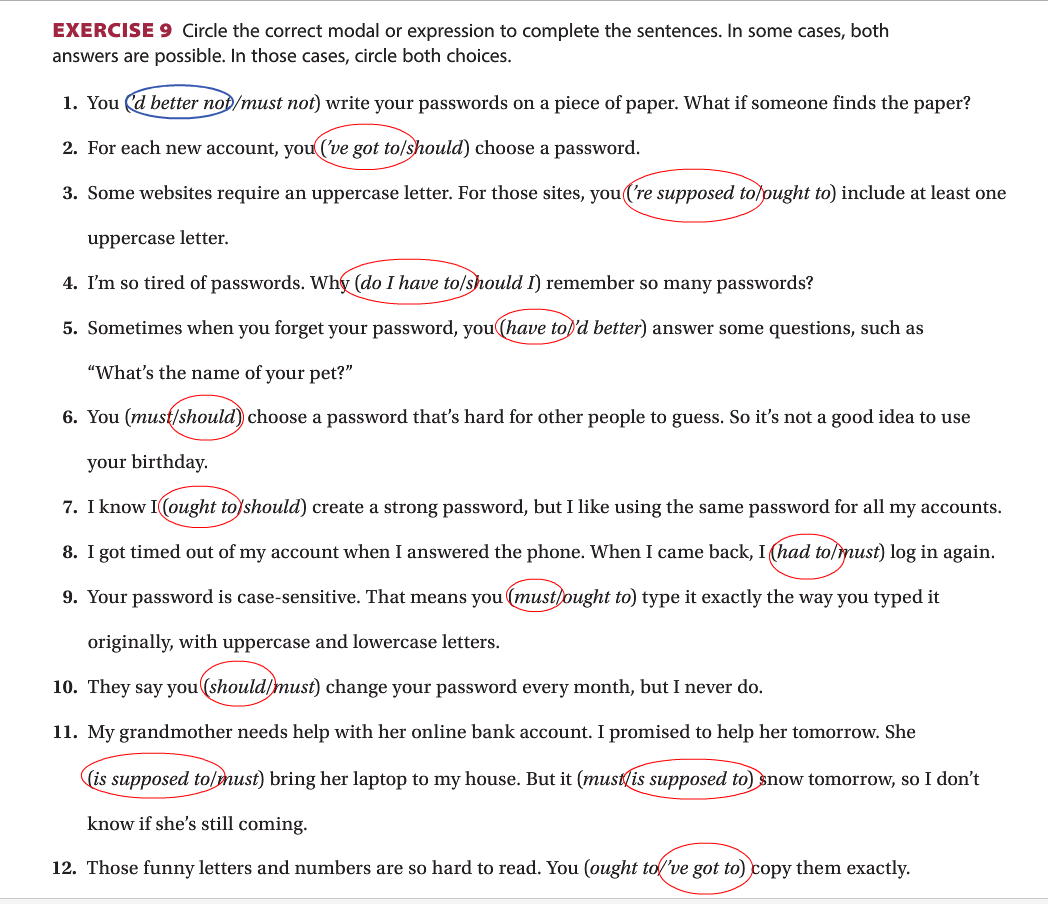 EXERCISE 9 Circle the correct modal or expression to complete the sentences. In some cases, both
answers are possible. In those cases, circle both choices.
1. You (’d better not/must not) write your passwords on a piece of paper. What if someone finds the paper?
2. For each new account, you (’ve got to/should) choose a password.
3. Some websites require an uppercase letter. For those sites, you (’re supposed to/ought to) include at least one
uppercase letter.
4. I’m so tired of passwords. Why (do I have to/should I) remember so many passwords?
5. Sometimes when you forget your password, you (have to/’d better) answer some questions, such as
“What’s the name of your pet?”
6. You (must/should) choose a password that’s hard for other people to guess. So it’s not a good idea to use
your birthday.
7. I know I (ought to/should) create a strong password, but I like using the same password for all my accounts.
8. I got timed out of my account when I answered the phone. When I came back, I (had to/must) log in again.
9. Your password is case-sensitive. That means you (must/ought to) type it exactly the way you typed it
originally, with uppercase and lowercase letters.
10. They say you (should/must) change your password every month, but I never do.
11. My grandmother needs help with her online bank account. I promised to help her tomorrow. She
(is supposed to/must) bring her laptop to my house. But it (must/is supposed to) snow tomorrow, so I don’t
know if she’s still coming.
12. Those funny letters and numbers are so hard to read. You (ought to/’ve got to) copy them exactly.